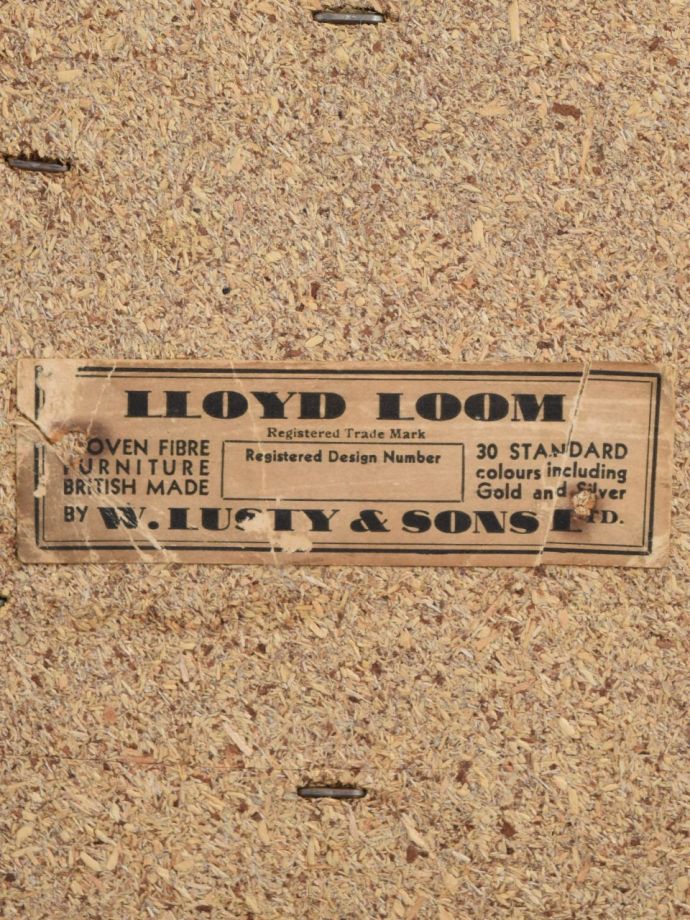 LLOYD LOOM
Registered Trade Mark
WOVEN FIBRE
FURNITURE
BRITISH MADE
Registered Design Number
30 STANDARD
colours including
Gold and Silver
BY W. LUSTY & SONS LTD.